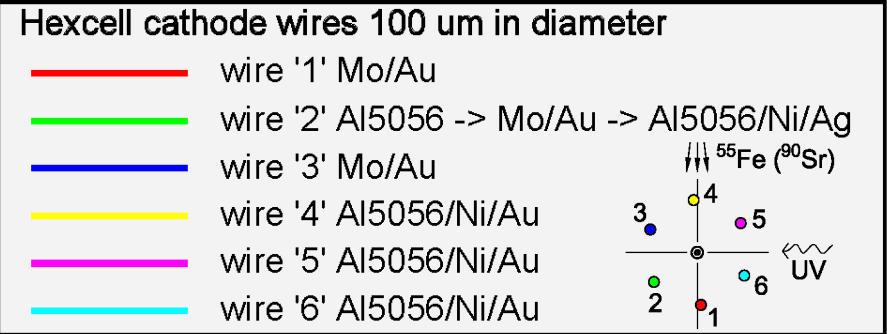 Hexcell cathode wires 100 um in diameter
wire '1' Mo/Au
wire '2' Al5056 -> Mo/Au -> Al5056/Ni/Ag
wire '3' Mo/Au
wire '4' Al5056/Ni/Au
wire '5' Al5056/Ni/Au
wire '6' Al5056/Ni/Au
⁵⁵Fe (⁹⁰Sr)
4
3
5
UV
6
2
1